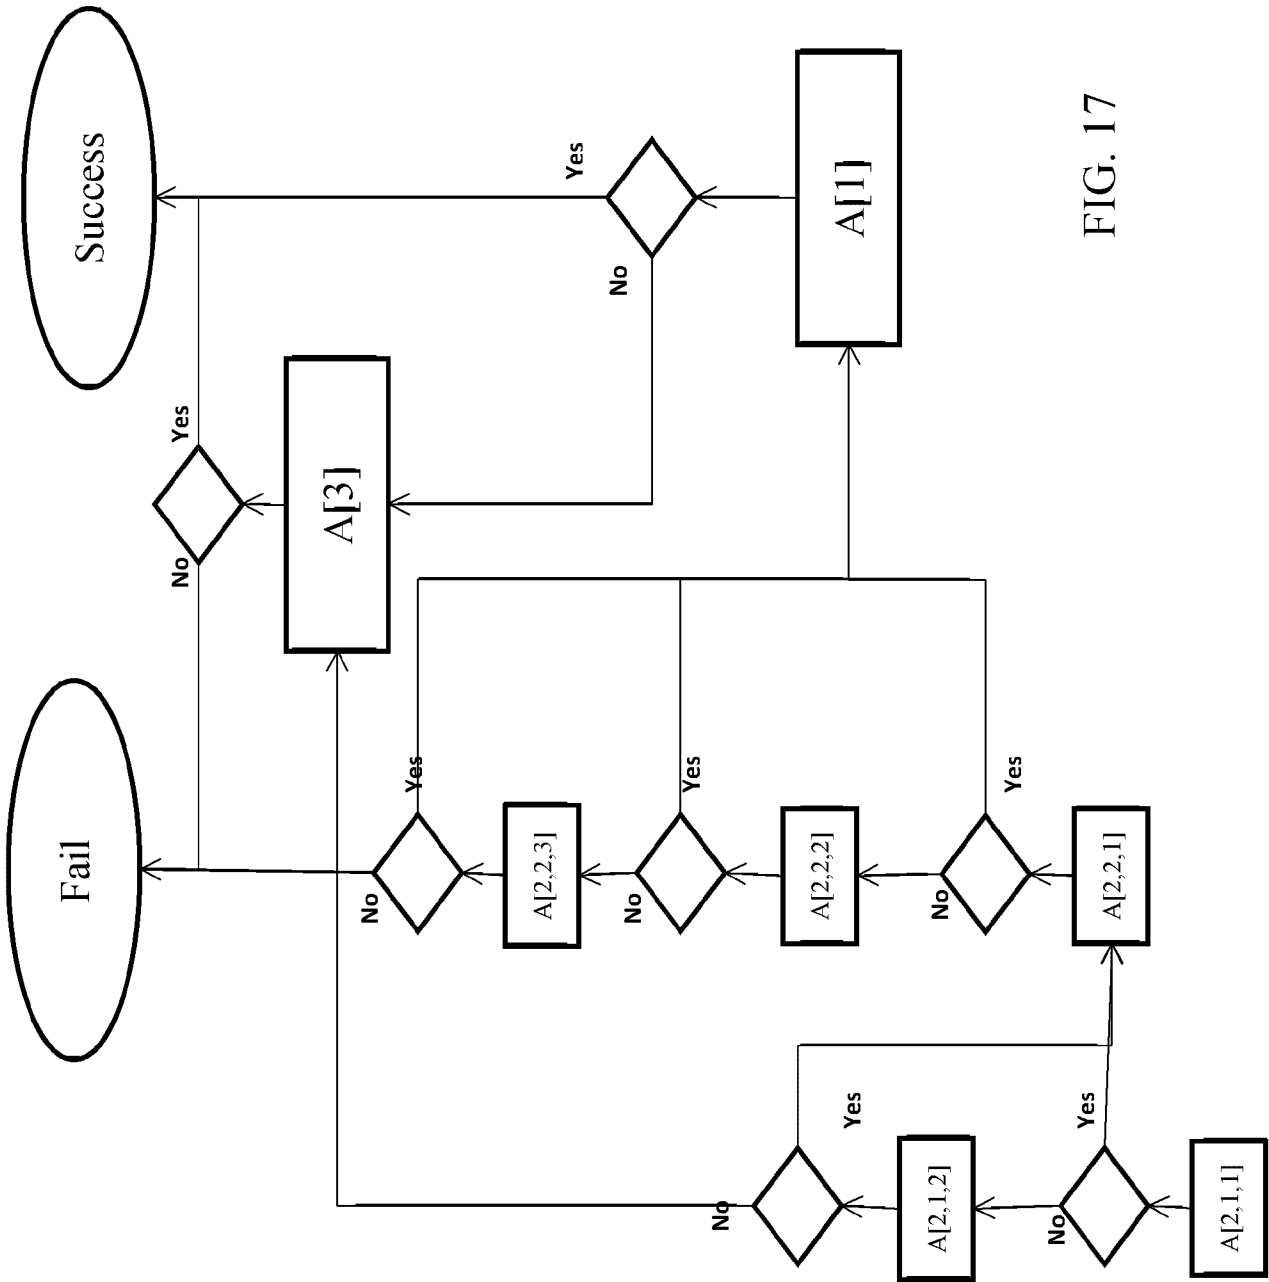 Fail
Success
No
Yes
A[3]
No
Yes
A[2,2,3]
Yes
No
No
Yes
No
A[2,2,2]
A[1]
Yes
A[2,1,2]
No
Yes
No
Yes
A[2,2,1]
FIG. 17
A[2,1,1]